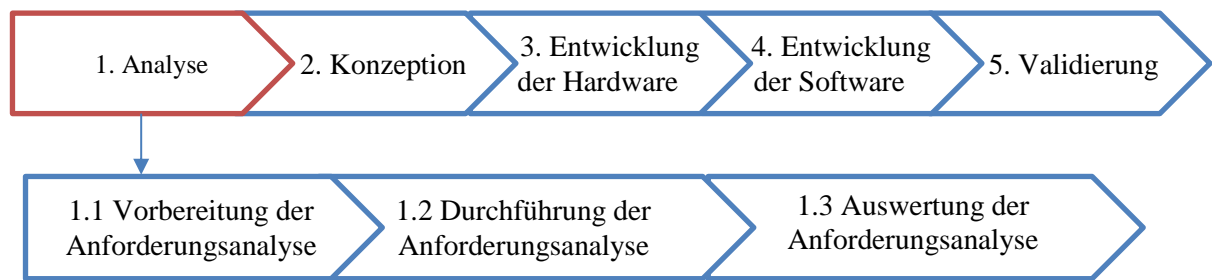 1. Analyse
2. Konzeption
3. Entwicklung
der Hardware
4. Entwicklung
der Software
5. Validierung
1.1 Vorbereitung der
Anforderungsanalyse
1.2 Durchführung der
Anforderungsanalyse
1.3 Auswertung der
Anforderungsanalyse